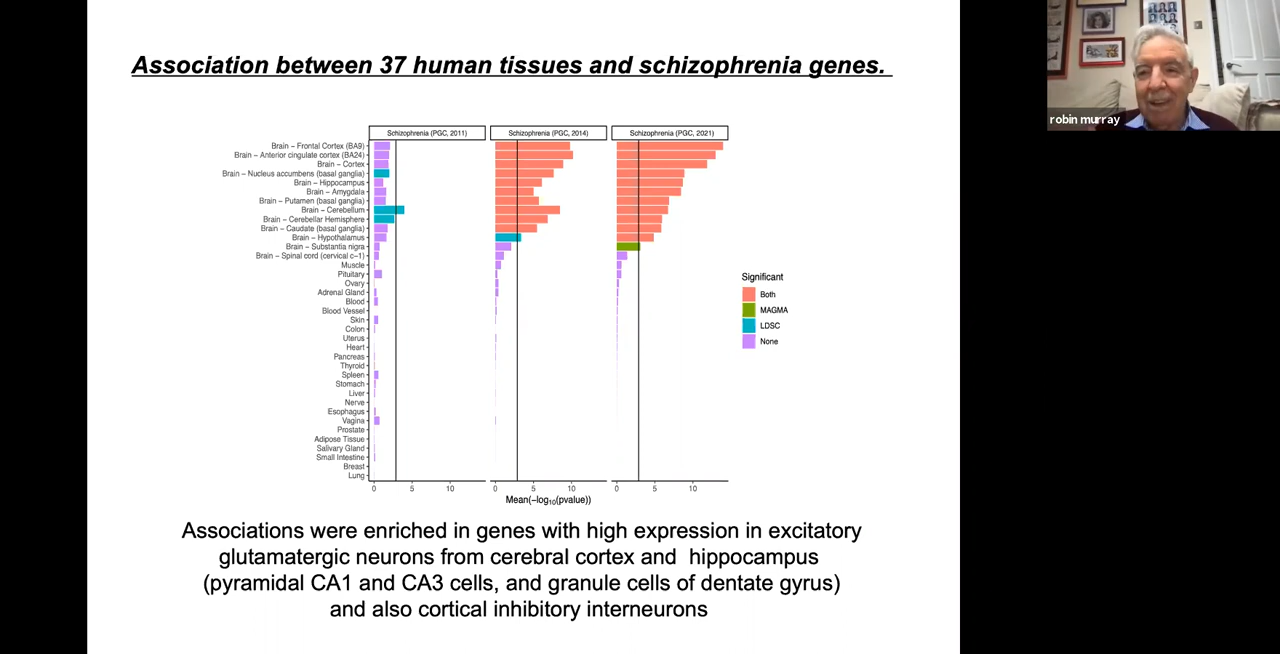 Association between 37 human tissues and schizophrenia genes.
robin murray
Schizophrenia (PGC, 2011)
Schizophrenia (PGC, 2014)
Schizophrenia (PGC, 2021)
Brain – Frontal Cortex (BA9)
Brain – Anterior cingulate cortex (BA24)
Brain – Cortex
Brain – Nucleus accumbens (basal ganglia)
Brain – Hippocampus
Brain – Amygdala
Brain – Putamen (basal ganglia)
Brain – Cerebellum
Brain – Cerebellar Hemisphere
Brain – Caudate (basal ganglia)
Brain – Hypothalamus
Brain – Substantia nigra
Brain – Spinal cord (cervical c−1)
Muscle
Pituitary
Ovary
Adrenal Gland
Blood
Blood Vessel
Skin
Colon
Uterus
Heart
Pancreas
Thyroid
Spleen
Stomach
Liver
Nerve
Esophagus
Vagina
Prostate
Adipose Tissue
Salivary Gland
Small Intestine
Breast
Lung
0 5 10 0 5 10 0 5 10
Mean(−log10(pvalue))
Significant
Both
MAGMA
LDSC
None
Associations were enriched in genes with high expression in excitatory
glutamatergic neurons from cerebral cortex and hippocampus
(pyramidal CA1 and CA3 cells, and granule cells of dentate gyrus)
and also cortical inhibitory interneurons